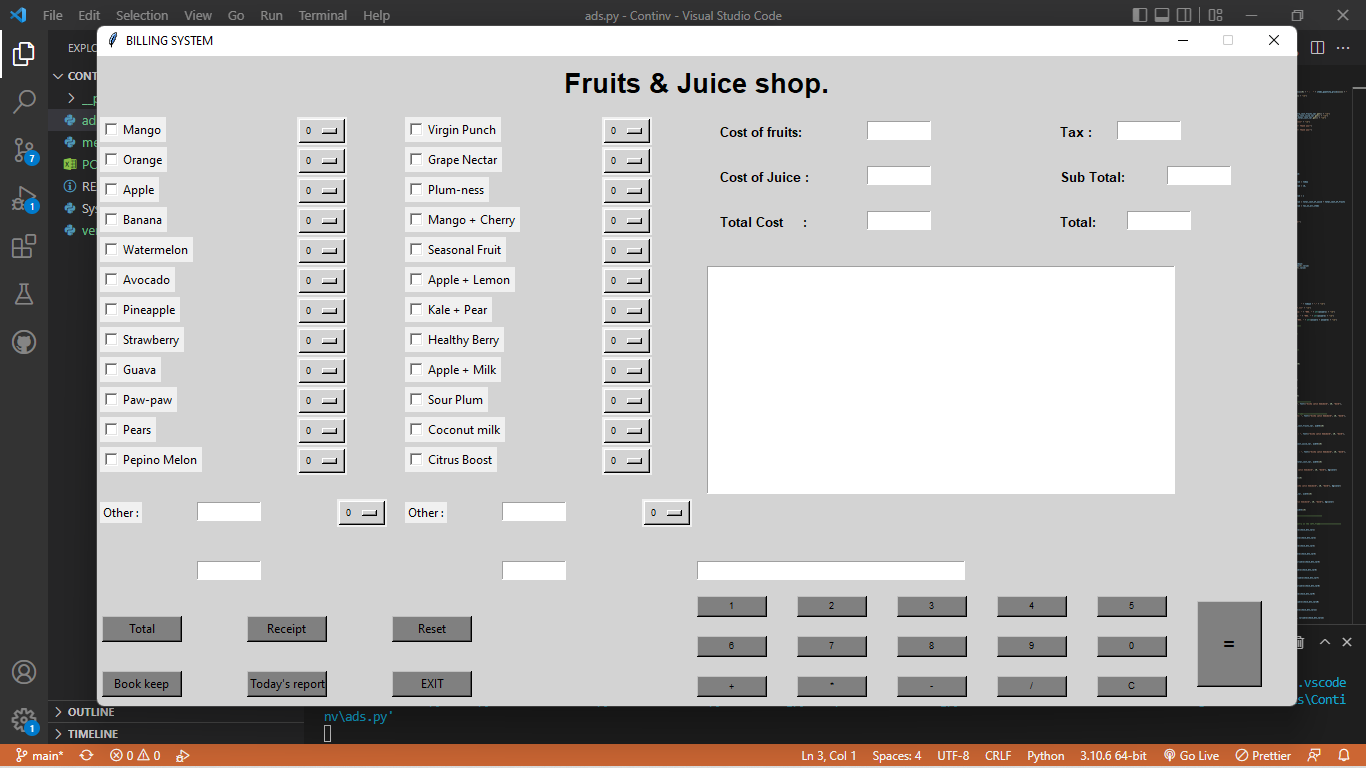 File Edit Selection View Go Run Terminal Help ads.py - Continv - Visual Studio Code
EXPLO
BILLING SYSTEM
CONT
ad
me
PO
RE
Sys
ver
7
1
1
Fruits & Juice shop.
Mango 0 Virgin Punch 0
Orange 0 Grape Nectar 0
Apple 0 Plum-ness 0
Banana 0 Mango + Cherry 0
Watermelon 0 Seasonal Fruit 0
Avocado 0 Apple + Lemon 0
Pineapple 0 Kale + Pear 0
Strawberry 0 Healthy Berry 0
Guava 0 Apple + Milk 0
Paw-paw 0 Sour Plum 0
Pears 0 Coconut milk 0
Pepino Melon 0 Citrus Boost 0
Other : 0 Other : 0
Cost of fruits: Tax :
Cost of Juice : Sub Total:
Total Cost : Total:
1 2 3 4 5
6 7 8 9 0
+ * - / C
=
Total Receipt Reset
Book keep Today's report EXIT
.vscode
s\Conti
nv\ads.py'
OUTLINE
TIMELINE
main* 0 0 Ln 3, Col 1 Spaces: 4 UTF-8 CRLF Python 3.10.6 64-bit Go Live Prettier